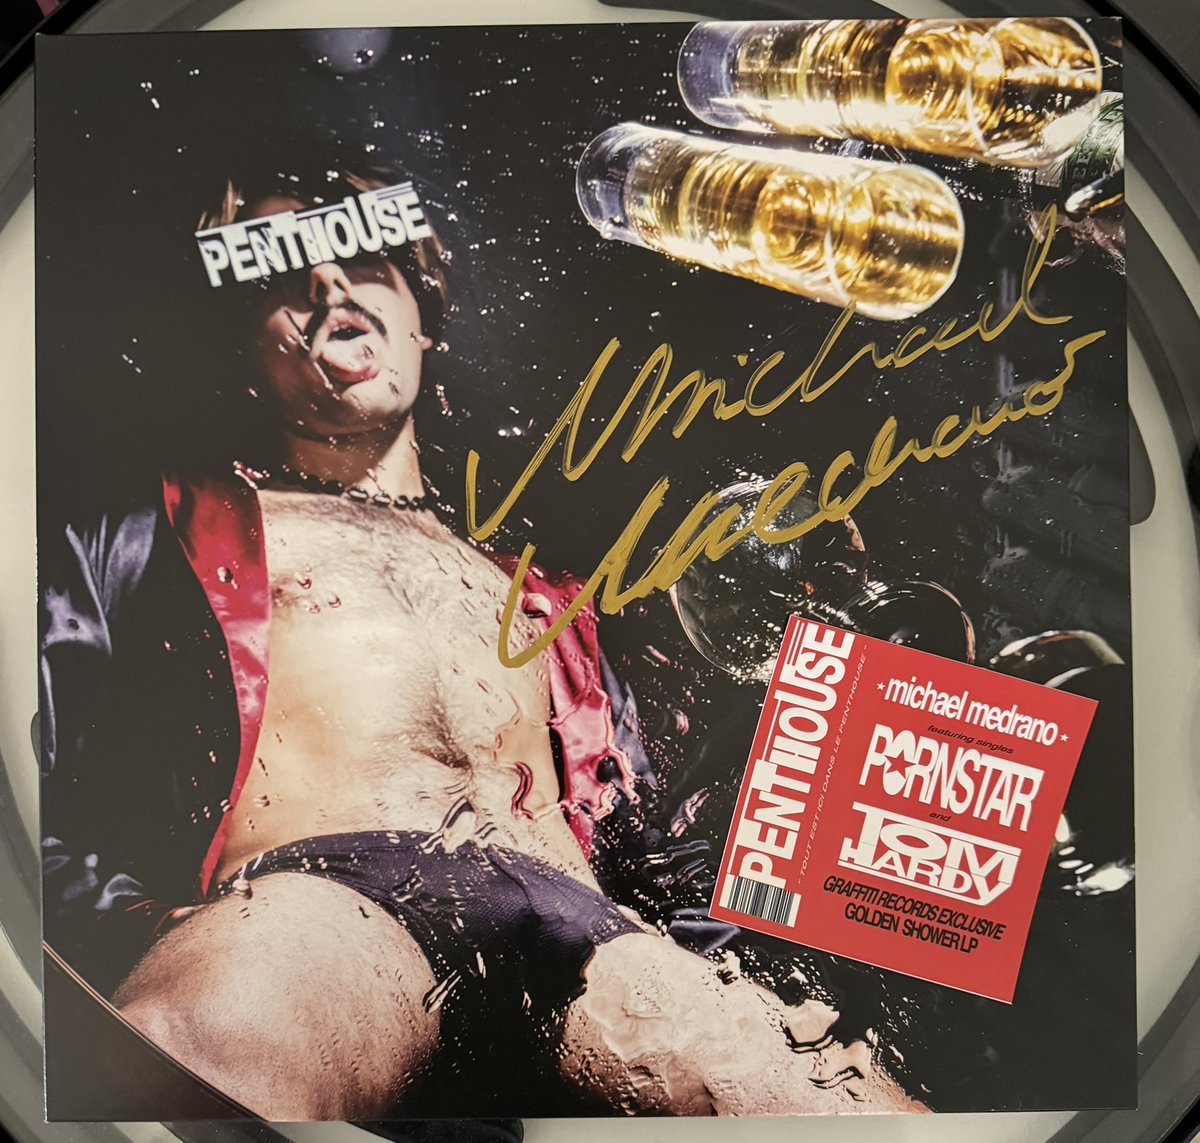 PENTHOUSE
Michael
Medrano
PENTHOUSE
~ TOUT EST ICI DANS LE PENTHOUSE ~
★michael medrano★
featuring singles
PORNSTAR
and
TOM
HARDY
GRAFFITI RECORDS EXCLUSIVE
GOLDEN SHOWER LP